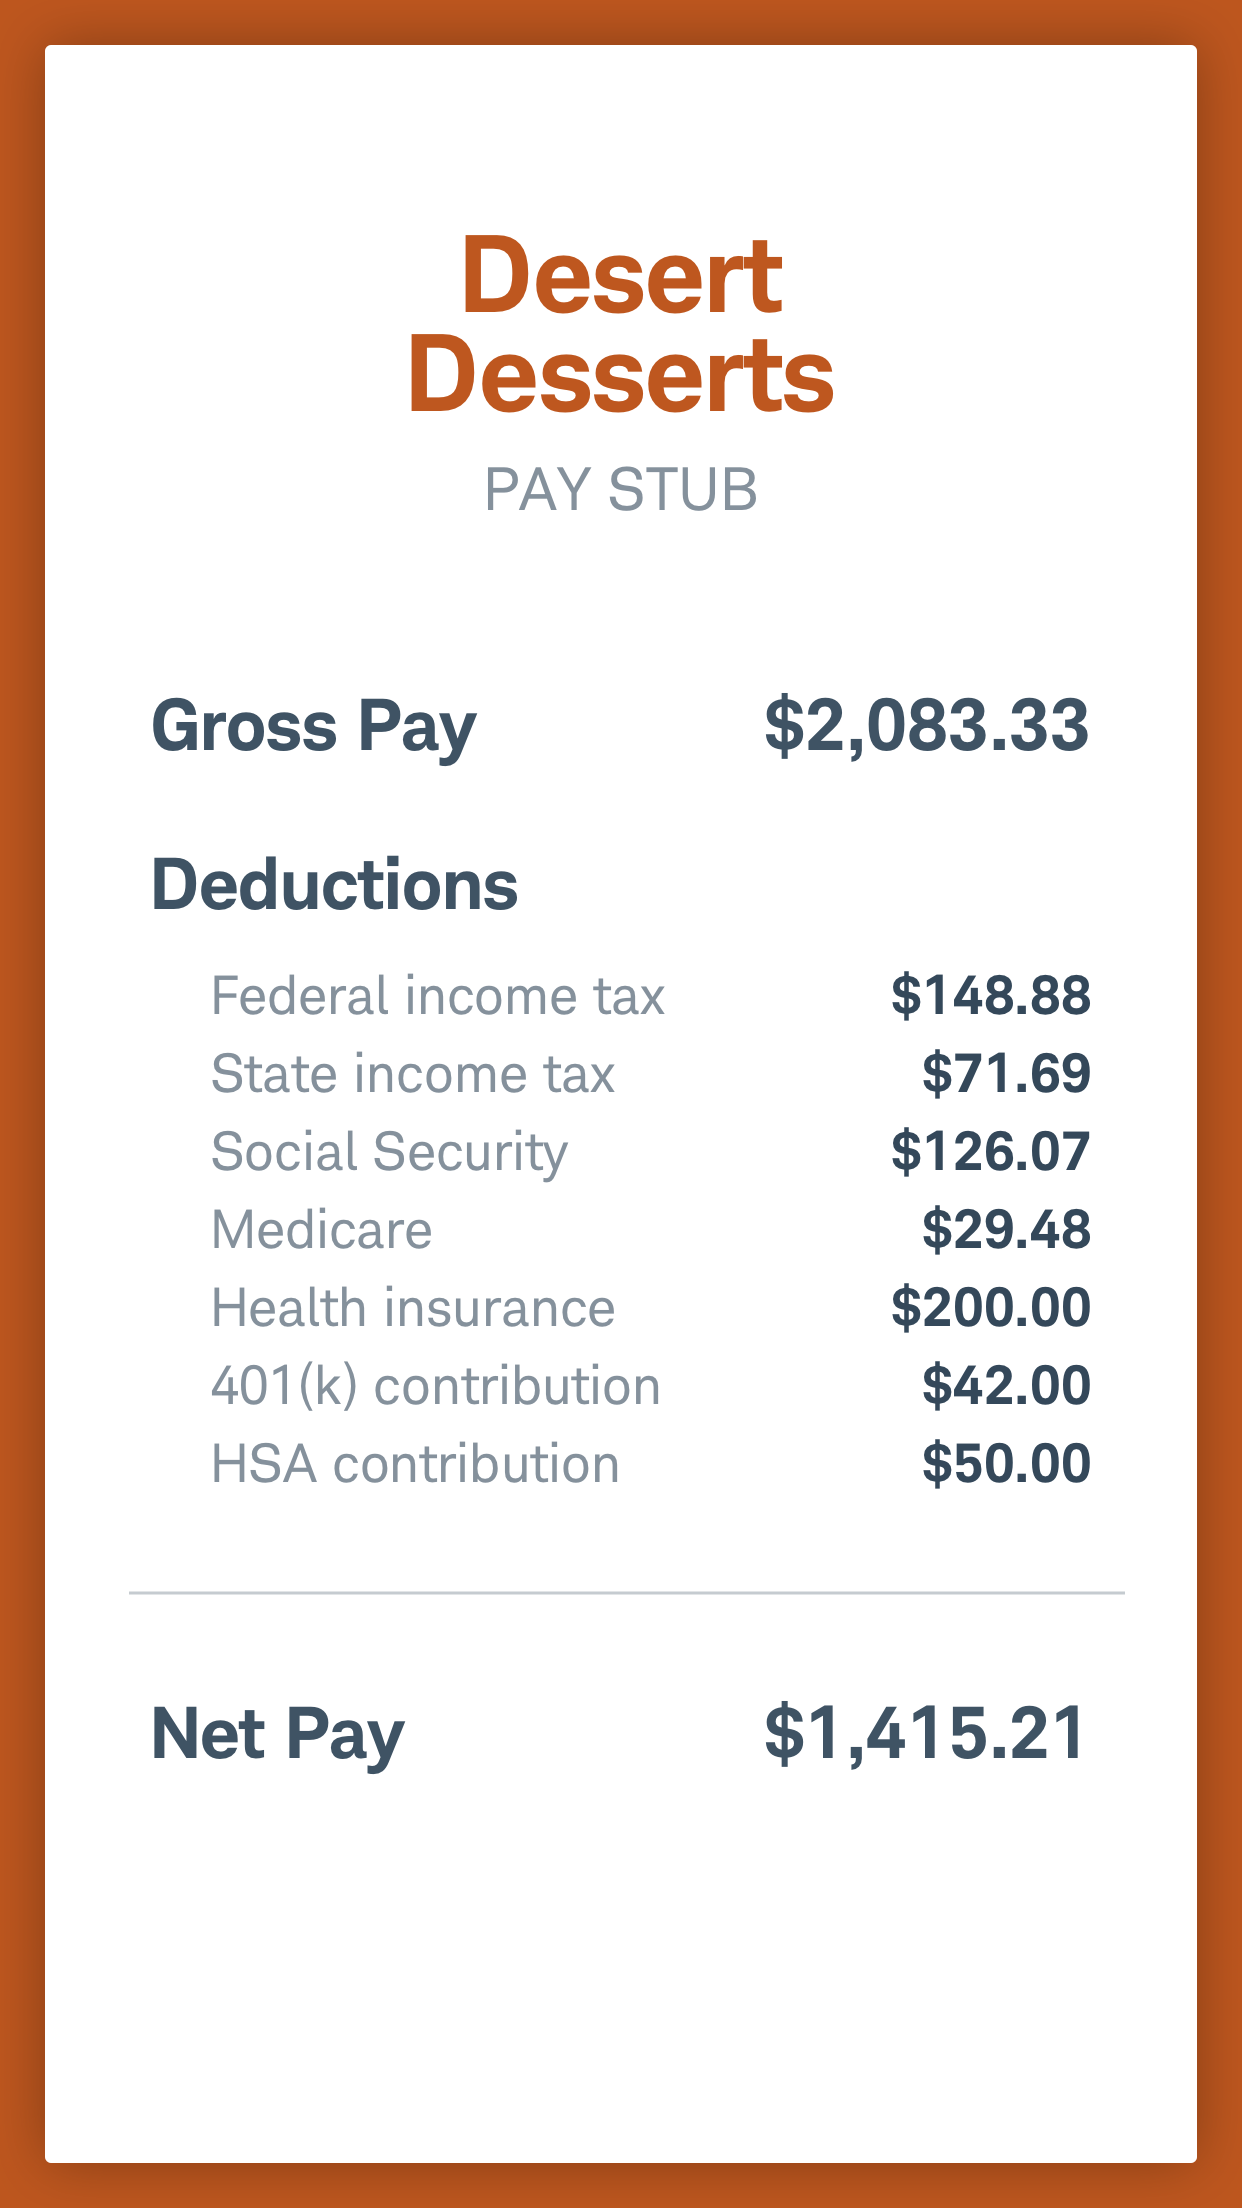 Desert
Desserts
PAY STUB
Gross Pay $2,083.33
Deductions
Federal income tax $148.88
State income tax $71.69
Social Security $126.07
Medicare $29.48
Health insurance $200.00
401(k) contribution $42.00
HSA contribution $50.00
Net Pay $1,415.21